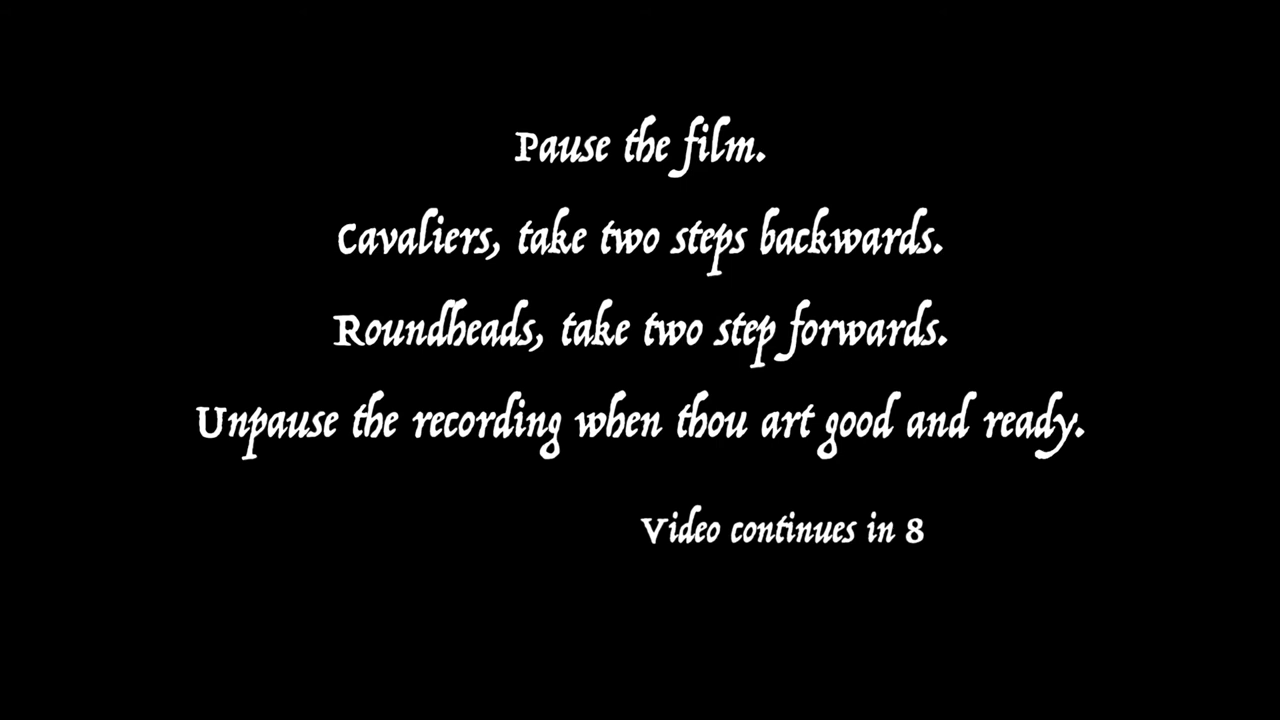 Pause the film.
Cavaliers, take two steps backwards.
Roundheads, take two step forwards.
Unpause the recording when thou art good and ready.
Video continues in 8